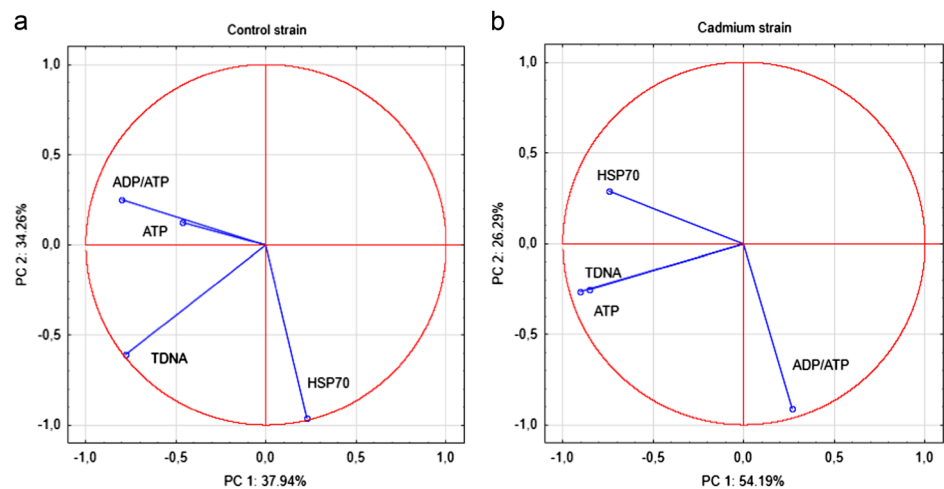 a
Control strain
1,0
0,5
0,0
-0,5
-1,0
-1,0
-0,5
0,0
0,5
1,0
PC 2: 34.26%
PC 1: 37.94%
ADP/ATP
ATP
TDNA
HSP70
b
Cadmium strain
1,0
0,5
0,0
-0,5
-1,0
-1,0
-0,5
0,0
0,5
1,0
PC 2: 26.29%
PC 1: 54.19%
HSP70
TDNA
ATP
ADP/ATP